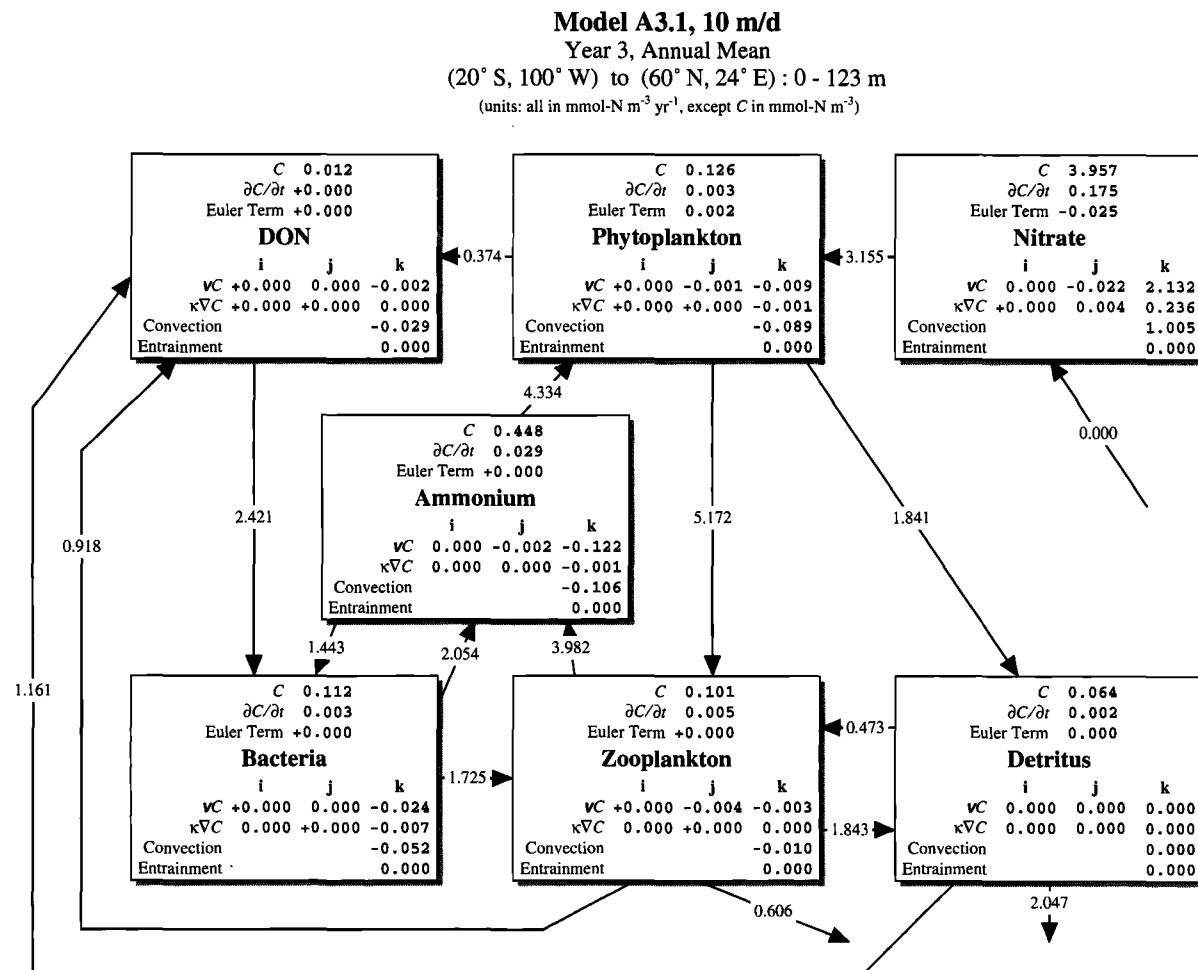 Model A3.1, 10 m/d
Year 3, Annual Mean
(20° S, 100° W) to (60° N, 24° E) : 0 - 123 m
(units: all in mmol-N m⁻³ yr⁻¹, except C in mmol-N m⁻³)
C 0.012
∂C/∂t +0.000
Euler Term +0.000
DON
i j k
vC +0.000 0.000 -0.002
κ∇C +0.000 +0.000 0.000
Convection -0.029
Entrainment 0.000
0.374
C 0.126
∂C/∂t 0.003
Euler Term 0.002
Phytoplankton
i j k
vC +0.000 -0.001 -0.009
κ∇C +0.000 +0.000 -0.001
Convection -0.089
Entrainment 0.000
3.155
C 3.957
∂C/∂t 0.175
Euler Term -0.025
Nitrate
i j k
vC 0.000 -0.022 2.132
κ∇C +0.000 0.004 0.236
Convection 1.005
Entrainment 0.000
4.334
0.000
C 0.448
∂C/∂t 0.029
Euler Term +0.000
Ammonium
i j k
vC 0.000 -0.002 -0.122
κ∇C 0.000 0.000 -0.001
Convection -0.106
Entrainment 0.000
0.918
2.421
5.172
1.841
1.161
1.443
2.054
3.982
C 0.112
∂C/∂t 0.003
Euler Term +0.000
Bacteria
i j k
vC +0.000 0.000 -0.024
κ∇C 0.000 +0.000 -0.007
Convection -0.052
Entrainment 0.000
1.725
C 0.101
∂C/∂t 0.005
Euler Term +0.000
Zooplankton
i j k
vC +0.000 -0.004 -0.003
κ∇C 0.000 +0.000 0.000
Convection -0.010
Entrainment 0.000
0.473
1.843
C 0.064
∂C/∂t 0.002
Euler Term 0.000
Detritus
i j k
vC 0.000 0.000 0.000
κ∇C 0.000 0.000 0.000
Convection 0.000
Entrainment 0.000
0.606
2.047